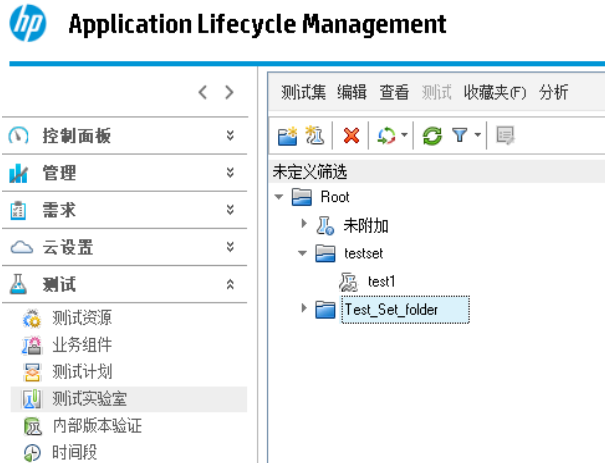 hp Application Lifecycle Management
测试集 编辑 查看 测试 收藏夹(F) 分析
控制面板
管理
需求
云设置
测试
测试资源
业务组件
测试计划
测试实验室
内部版本验证
时间段
未定义筛选
Root
未附加
testset
test1
Test_Set_folder